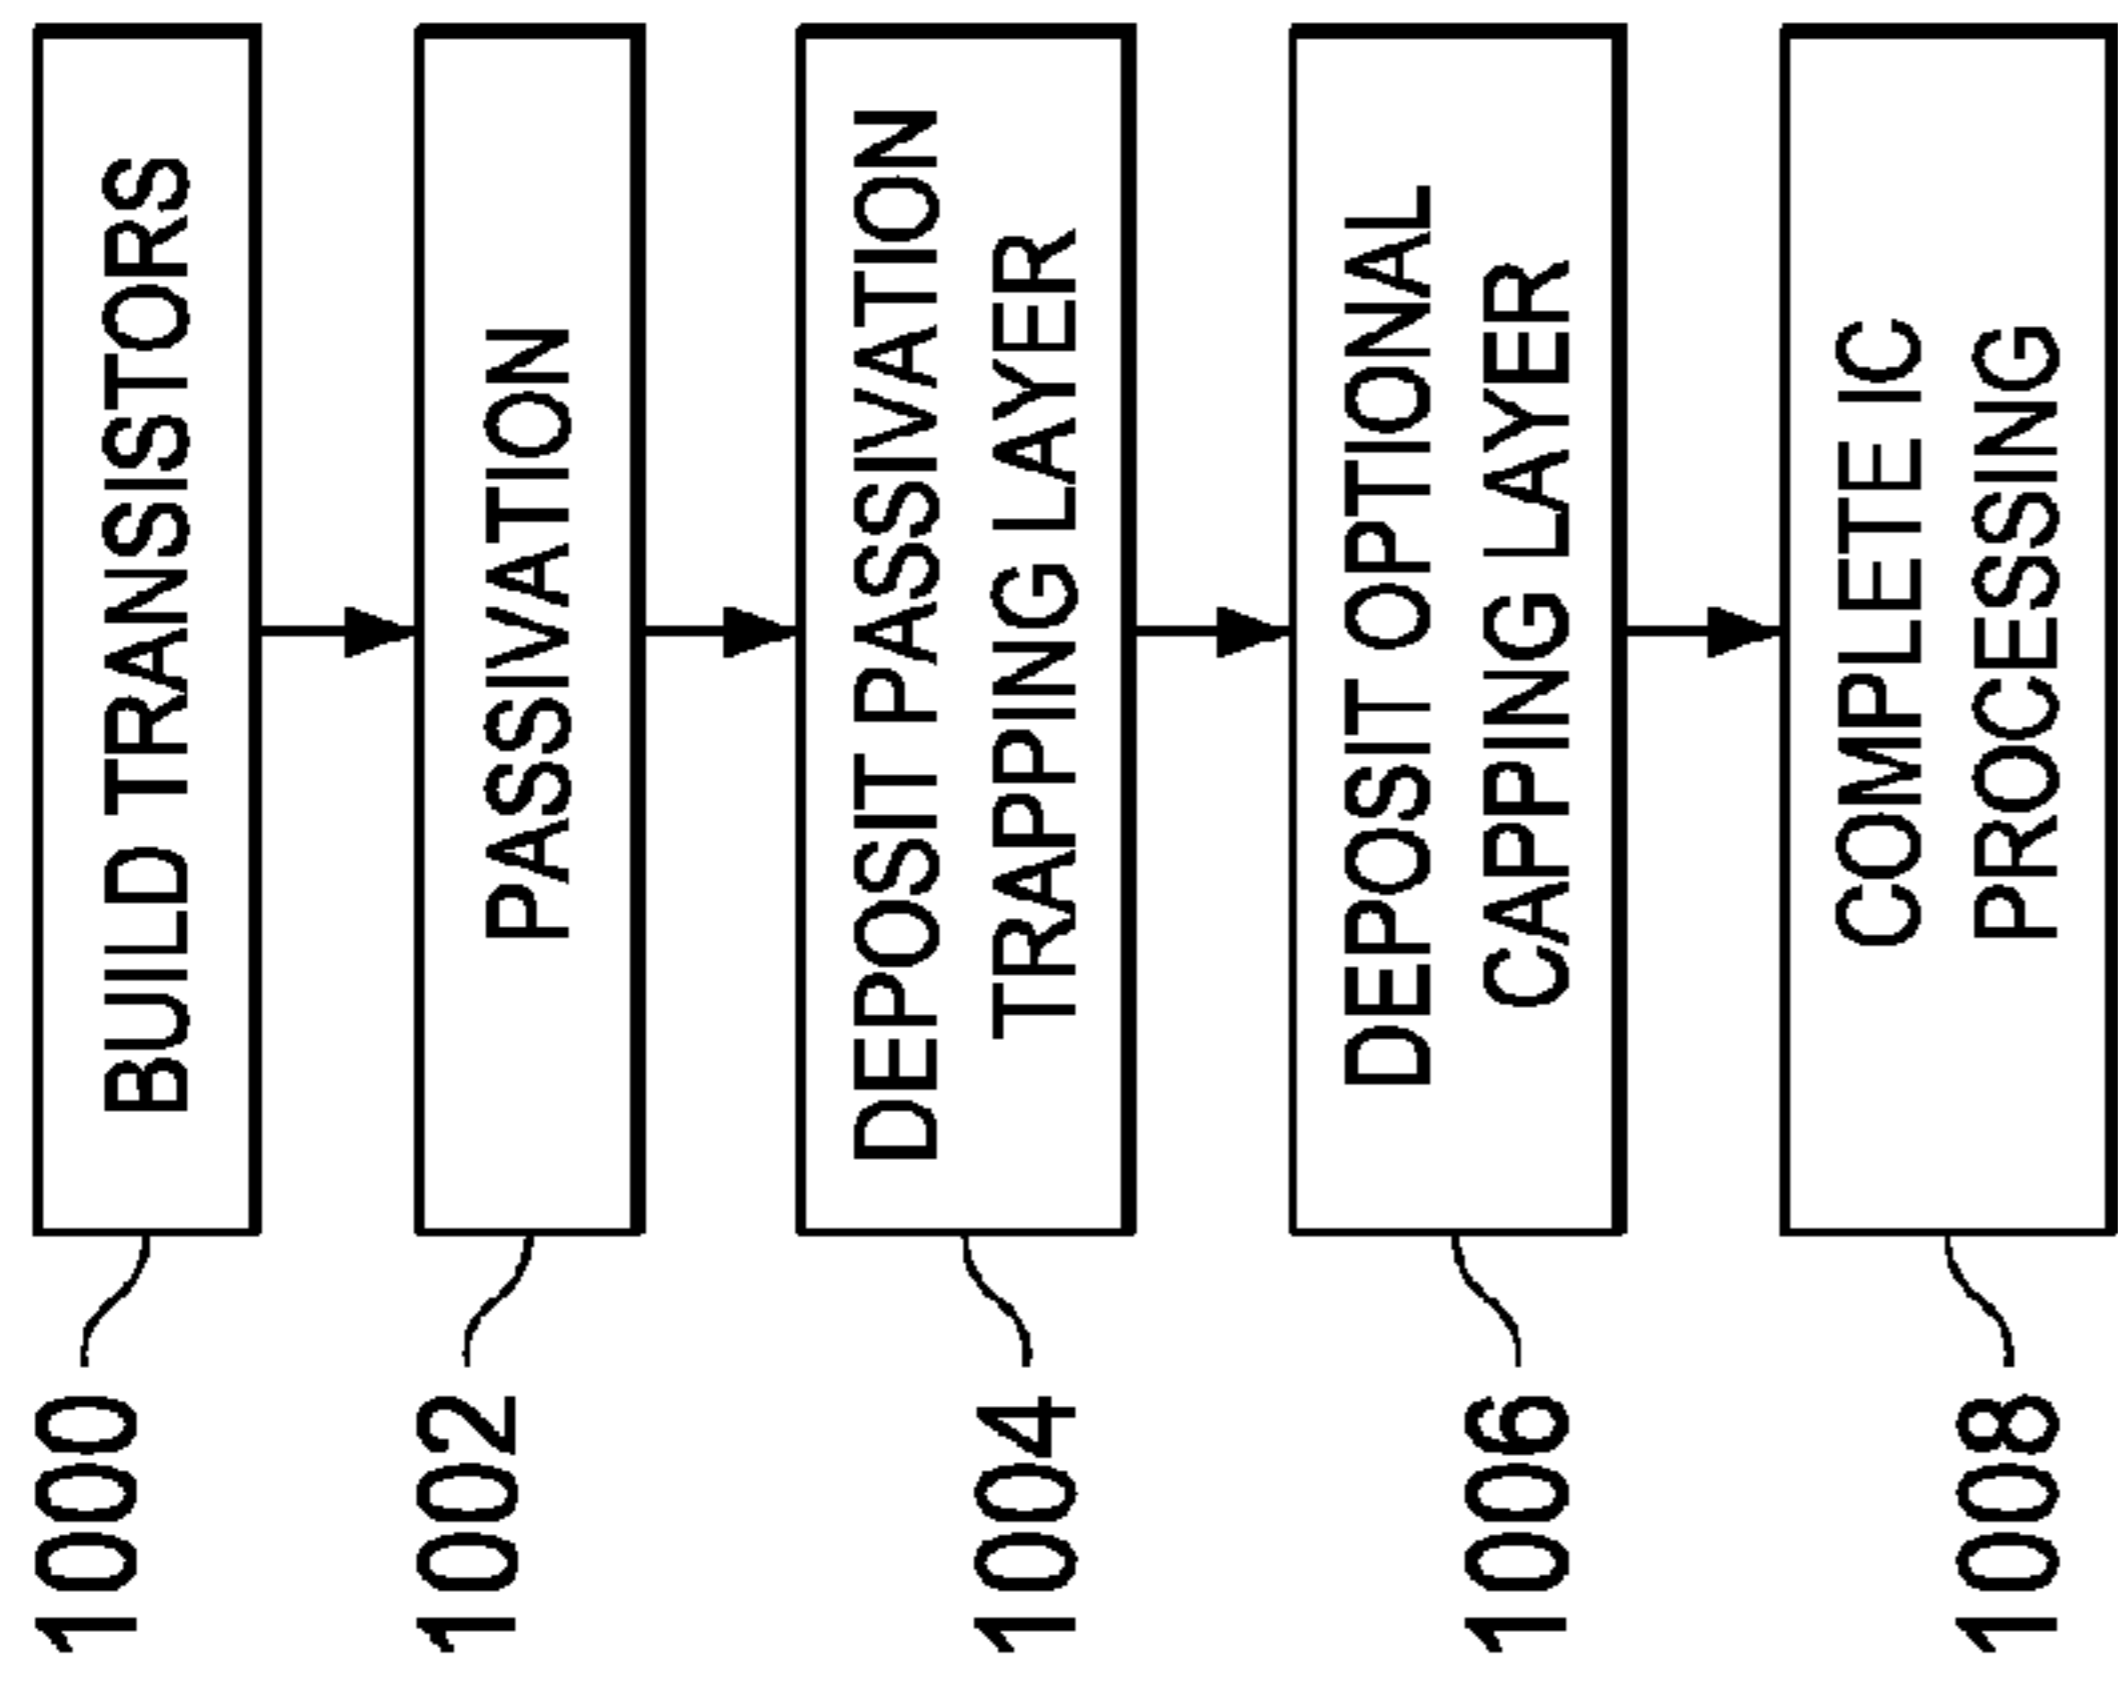 1000
BUILD TRANSISTORS
1002
PASSIVATION
1004
DEPOSIT PASSIVATION
TRAPPING LAYER
1006
DEPOSIT OPTIONAL
CAPPING LAYER
1008
COMPLETE IC
PROCESSING